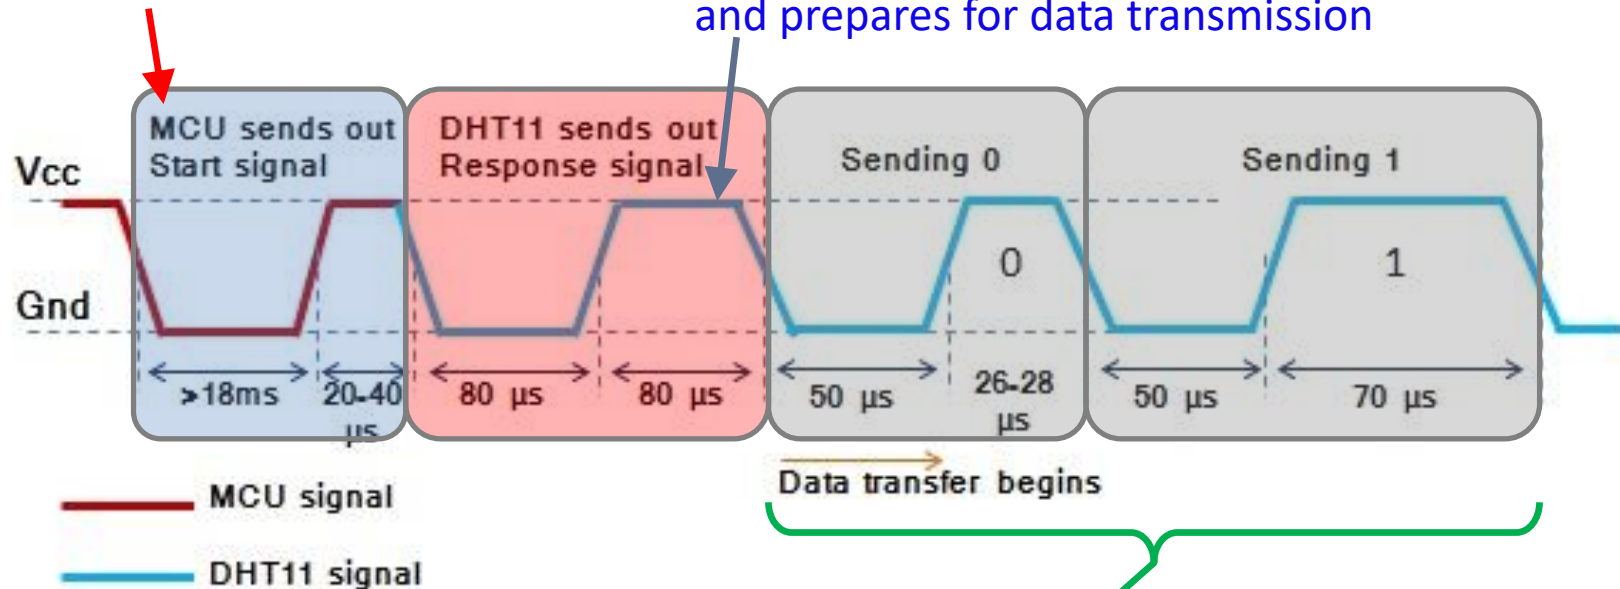 and prepares for data transmission
MCU sends out
Start signal
DHT11 sends out
Response signal
Sending 0
Sending 1
Vcc
0
1
Gnd
>18ms
20-40
µs
80 µs
80 µs
50 µs
26-28
µs
50 µs
70 µs
Data transfer begins
MCU signal
DHT11 signal